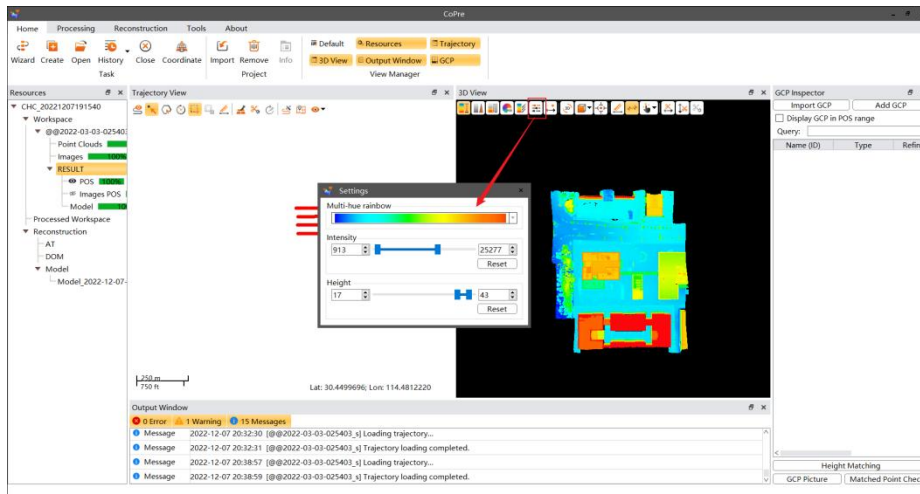 CoPre
Home Processing Reconstruction Tools About
Wizard Create Open History Close Coordinate Import Remove Info
Default Resources Trajectory
3D View Output Window GCP
Task Project View Manager
Resources
CHC_20221207191540
Workspace
@@2022-03-03-02540
Point Clouds
Images 100%
RESULT
POS 100%
Images POS
Model 10
Processed Workspace
Reconstruction
AT
DOM
Model
Model_2022-12-07-
Trajectory View
250 m
750 ft
Lat: 30.4499696; Lon: 114.4812220
3D View
Settings
Multi-hue rainbow
Intensity
913 25277
Reset
Height
17 43
Reset
GCP Inspector
Import GCP Add GCP
Display GCP in POS range
Query:
Name (ID) Type Refin
Height Matching
GCP Picture Matched Point Chec
Output Window
0 Error 1 Warning 15 Messages
Message 2022-12-07 20:32:30 [@@2022-03-03-025403_s] Loading trajectory...
Message 2022-12-07 20:32:31 [@@2022-03-03-025403_s] Trajectory loading completed.
Message 2022-12-07 20:38:57 [@@2022-03-03-025403_s] Loading trajectory...
Message 2022-12-07 20:38:59 [@@2022-03-03-025403_s] Trajectory loading completed.